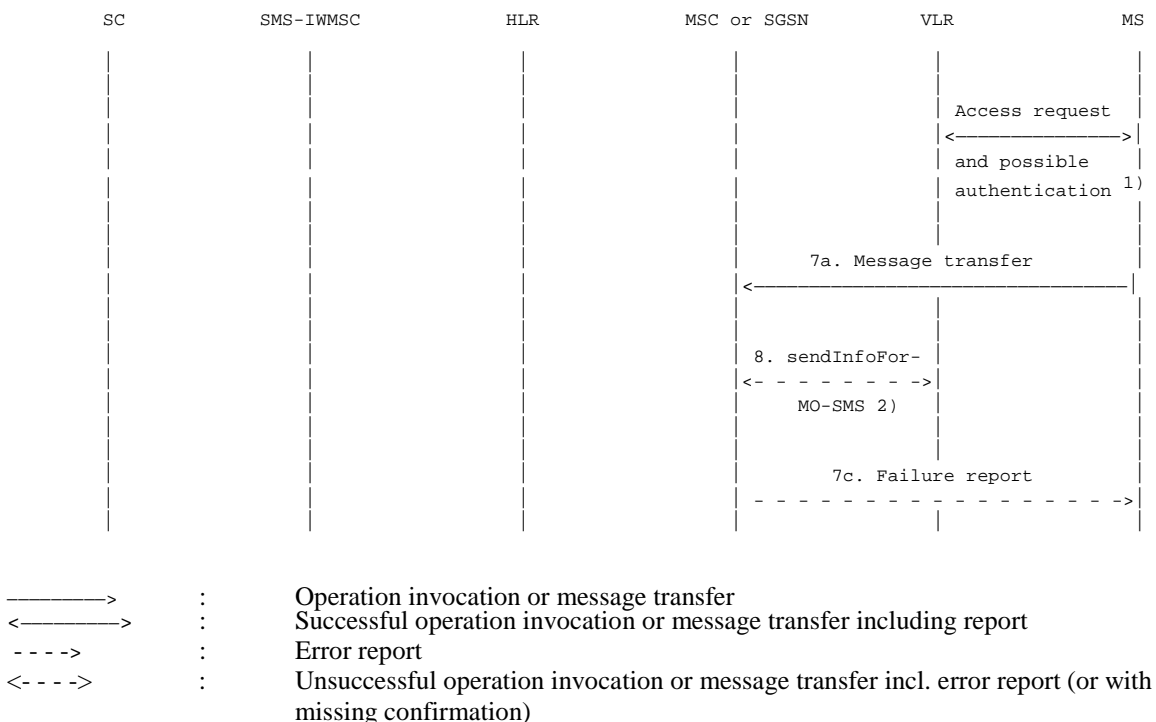 SC SMS-IWMSC HLR MSC or SGSN VLR MS
Access request
and possible
authentication 1)
7a. Message transfer
8. sendInfoFor-
MO-SMS 2)
7c. Failure report
: Operation invocation or message transfer
: Successful operation invocation or message transfer including report
: Error report
: Unsuccessful operation invocation or message transfer incl. error report (or with
missing confirmation)